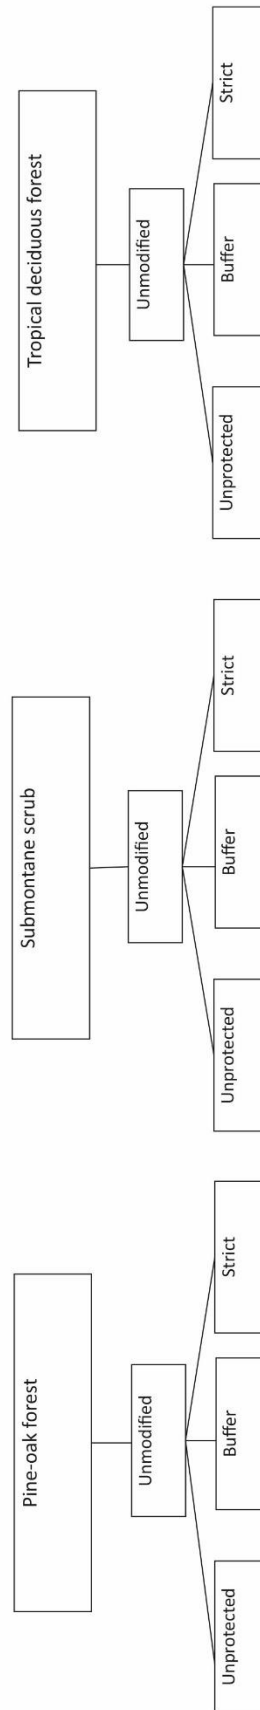 Pine-oak forest
Unmodified
Unprotected
Buffer
Strict
Submontane scrub
Unmodified
Unprotected
Buffer
Strict
Tropical deciduous forest
Unmodified
Unprotected
Buffer
Strict